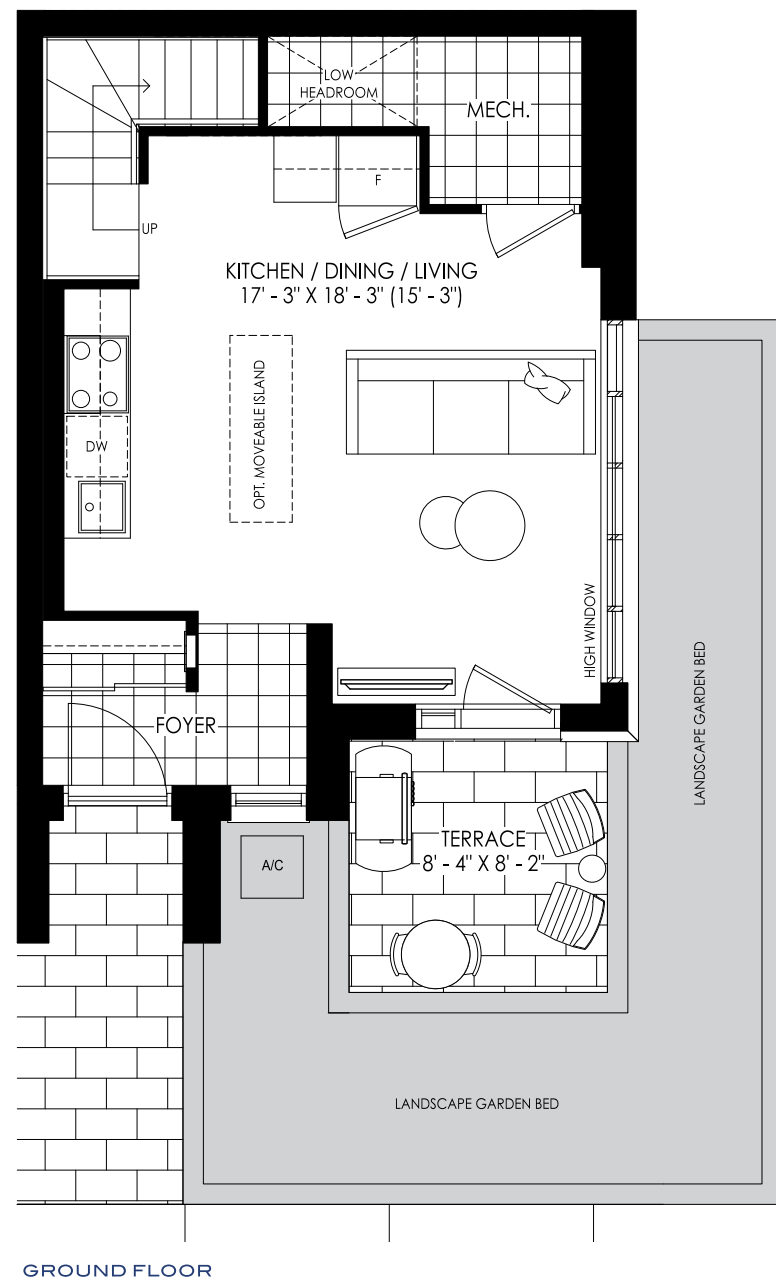 LOW
HEADROOM
MECH.
F
UP
KITCHEN / DINING / LIVING
17' - 3" X 18' - 3" (15' - 3")
OPT. MOVEABLE ISLAND
DW
HIGH WINDOW
LANDSCAPE GARDEN BED
FOYER
TERRACE
8' - 4" X 8' - 2"
A/C
LANDSCAPE GARDEN BED
GROUND FLOOR